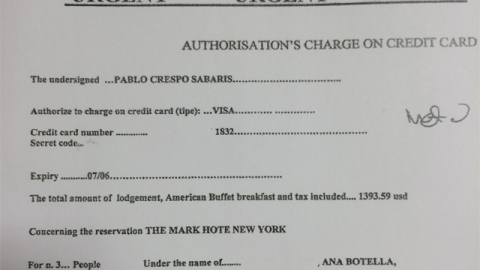 URGENT URGENT
AUTHORISATION'S CHARGE ON CREDIT CARD
The undersigned ...PABLO CRESPO SABARIS..............................
Authorize to charge on credit card (tipe): ...VISA......................
Credit card number ............. 1832....................................
Secret code...
Expiry ...........07/06...................................................
The total amount of lodgement, American Buffet breakfast and tax included.... 1393.59 usd
Concerning the reservation THE MARK HOTE NEW YORK
For n. 3... People Under the name of....... , ANA BOTELLA,